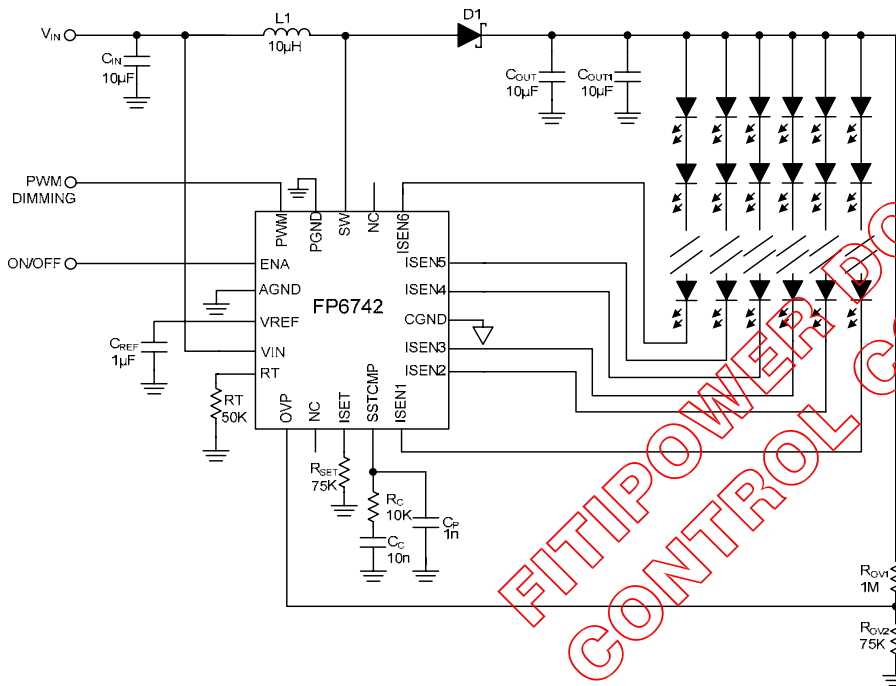 VIN
L1
10µH
D1
CIN
10µF
COUT
10µF
COUT1
10µF
PWM
DIMMING
ON/OFF
PWM
PGND
SW
NC
ISEN6
ENA
AGND
VREF
VIN
RT
FP6742
ISEN5
ISEN4
CGND
ISEN3
ISEN2
OVP
NC
ISET
SSTCMP
ISEN1
CREF
1µF
RT
50K
RSET
75K
RC
10K
CC
10n
CP
1n
ROV1
1M
ROV2
75K
FITIPOWER DO
CONTROL C